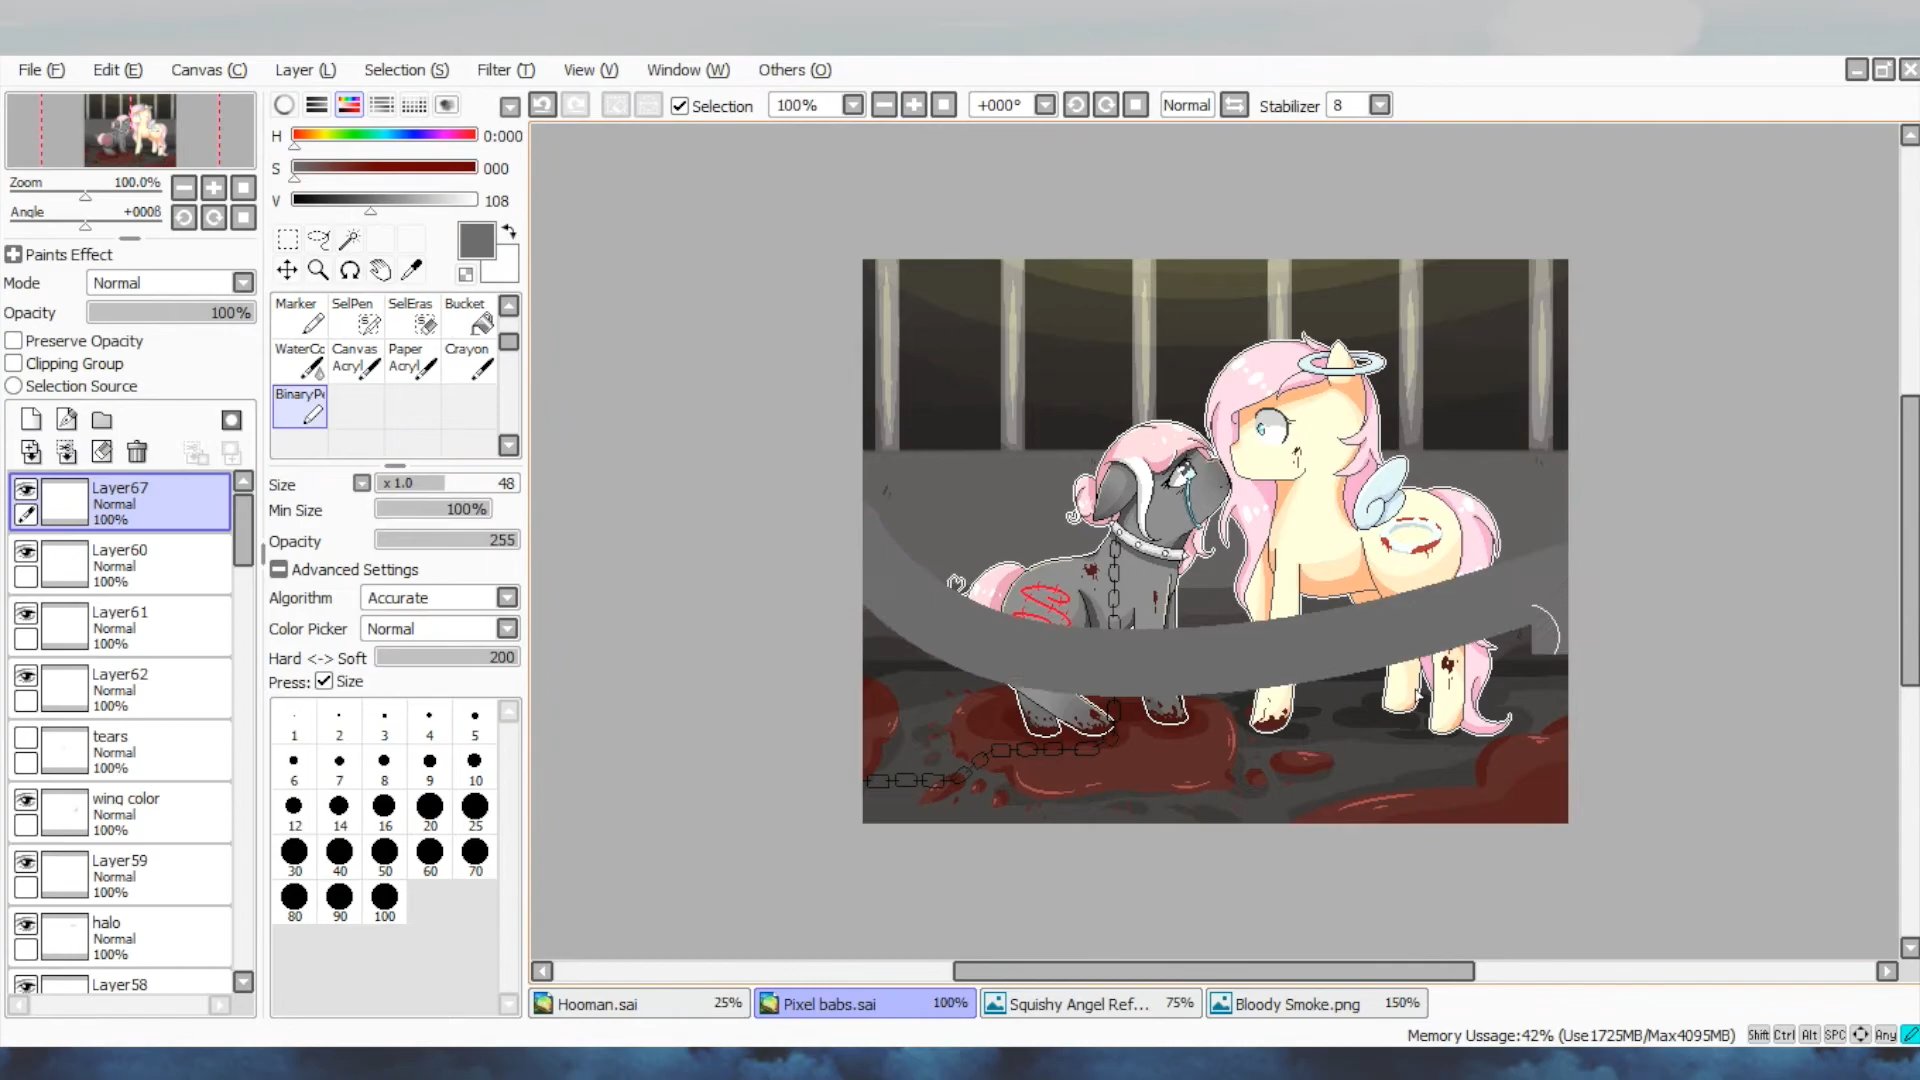 File (F) Edit (E) Canvas (C) Layer (L) Selection (S) Filter (T) View (V) Window (W) Others (O)
Selection 100% +000° Normal Stabilizer 8
H 0:000
S 000
V 108
Zoom 100.0%
Angle +0008
Paints Effect
Mode Normal
Opacity 100%
Preserve Opacity
Clipping Group
Selection Source
Layer67
Normal
100%
Layer60
Normal
100%
Layer61
Normal
100%
Layer62
Normal
100%
tears
Normal
100%
wing color
Normal
100%
Layer59
Normal
100%
halo
Normal
100%
Layer58
Marker SelPen SelEras Bucket
WaterCo Canvas Paper Crayon
Acryl Acryl
BinaryPe
Size x 1.0 48
Min Size 100%
Opacity 255
Advanced Settings
Algorithm Accurate
Color Picker Normal
Hard <-> Soft 200
Press: Size
1 2 3 4 5
6 7 8 9 10
12 14 16 20 25
30 40 50 60 70
80 90 100
Hooman.sai 25% Pixel babs.sai 100% Squishy Angel Ref... 75% Bloody Smoke.png 150%
Memory Ussage:42% (Use1725MB/Max4095MB) Shift Ctrl Alt SPC Any